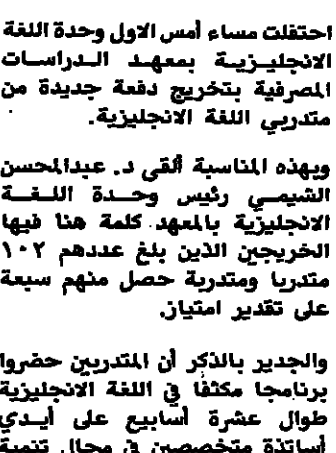 احتفلت مساء أمس الاول وحدة اللغة
الانجليزية بمعهد الدراسات
المصرفية بتخريج دفعة جديدة من
متدربي اللغة الانجليزية.
وبهذه المناسبة ألقى د. عبدالمحسن
الشيمي رئيس وحدة اللغة
الانجليزية بالمعهد كلمة هنا فيها
الخريجين الذين بلغ عددهم ١٠٢
متدربا ومتدربة حصل منهم سبعة
على تقدير امتياز.
والجدير بالذكر أن المتدربين حضروا
برنامجا مكثفا في اللغة الانجليزية
طوال عشرة أسابيع على أيدي
أساتذة متخصصين في مجال تنمية